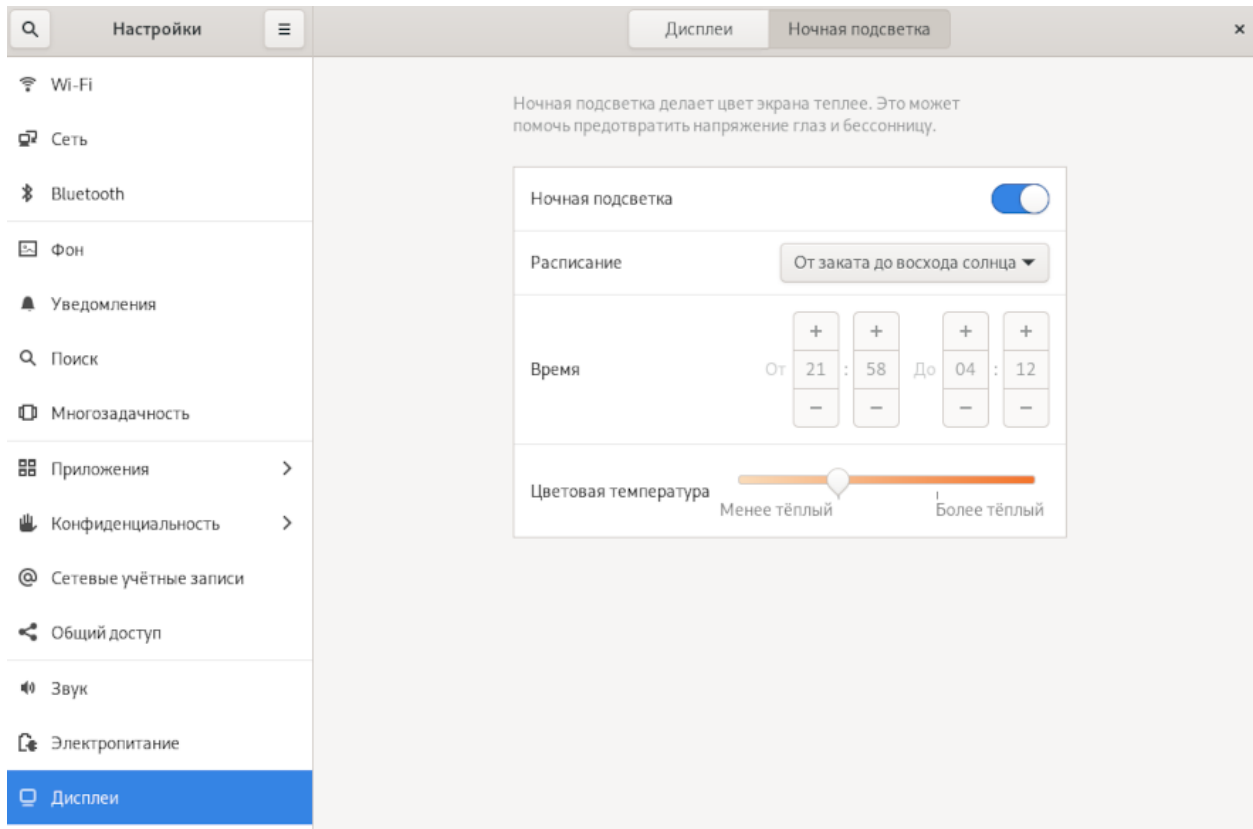 Настройки
Дисплеи
Ночная подсветка
Wi-Fi
Сеть
Bluetooth
Фон
Уведомления
Поиск
Многозадачность
Приложения
Конфиденциальность
Сетевые учётные записи
Общий доступ
Звук
Электропитание
Дисплеи
Ночная подсветка делает цвет экрана теплее. Это может
помочь предотвратить напряжение глаз и бессонницу.
Ночная подсветка
Расписание
От заката до восхода солнца
+ + + +
Время От 21 : 58 До 04 : 12
− − − −
Цветовая температура
Менее тёплый Более тёплый